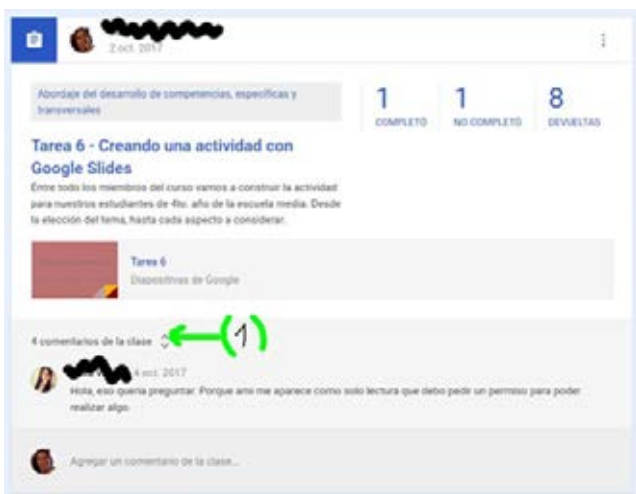 2 oct. 2017
Abordaje del desarrollo de competencias, específicas y
transversales
1
COMPLETÓ
1
NO COMPLETÓ
8
DEVUELTAS
Tarea 6 - Creando una actividad con
Google Slides
Entre todo los miembros del curso vamos a construir la actividad
para nuestros estudiantes de 4to. año de la escuela media. Desde
la elección del tema, hasta cada aspecto a considerar.
Tarea 6
Diapositivas de Google
4 comentarios de la clase
(1)
4 oct. 2017
Hola, eso quería preguntar. Porque ami me aparece como solo lectura que debo pedir un permiso para poder
realizar algo.
Agregar un comentario de la clase...